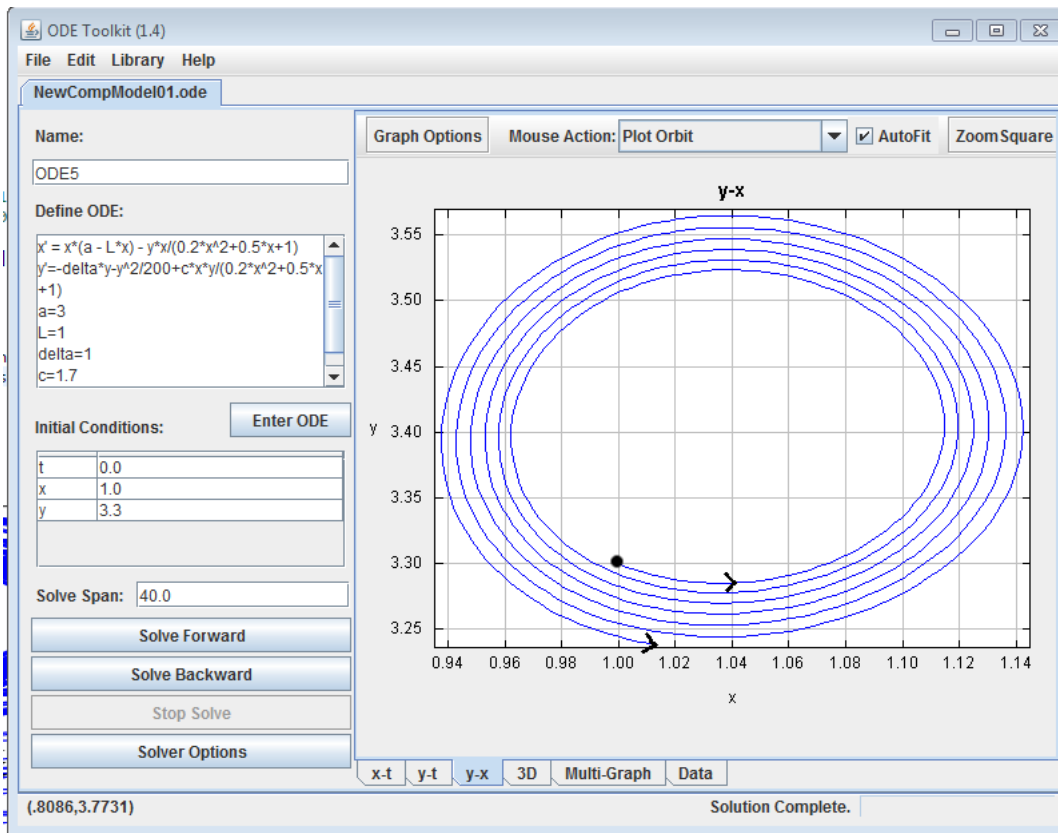 ODE Toolkit (1.4)
File Edit Library Help
NewCompModel01.ode
Name:
ODE5
Define ODE:
x' = x*(a - L*x) - y*x/(0.2*x^2+0.5*x+1)
y'=-delta*y-y^2/200+c*x*y/(0.2*x^2+0.5*x
+1)
a=3
L=1
delta=1
c=1.7
Initial Conditions:
Enter ODE
t 0.0
x 1.0
y 3.3
Solve Span: 40.0
Solve Forward
Solve Backward
Stop Solve
Solver Options
Graph Options Mouse Action: Plot Orbit AutoFit ZoomSquare
y-x
3.55
3.50
3.45
y 3.40
3.35
3.30
3.25
0.94 0.96 0.98 1.00 1.02 1.04 1.06 1.08 1.10 1.12 1.14
x
x-t y-t y-x 3D Multi-Graph Data
(.8086,3.7731) Solution Complete.